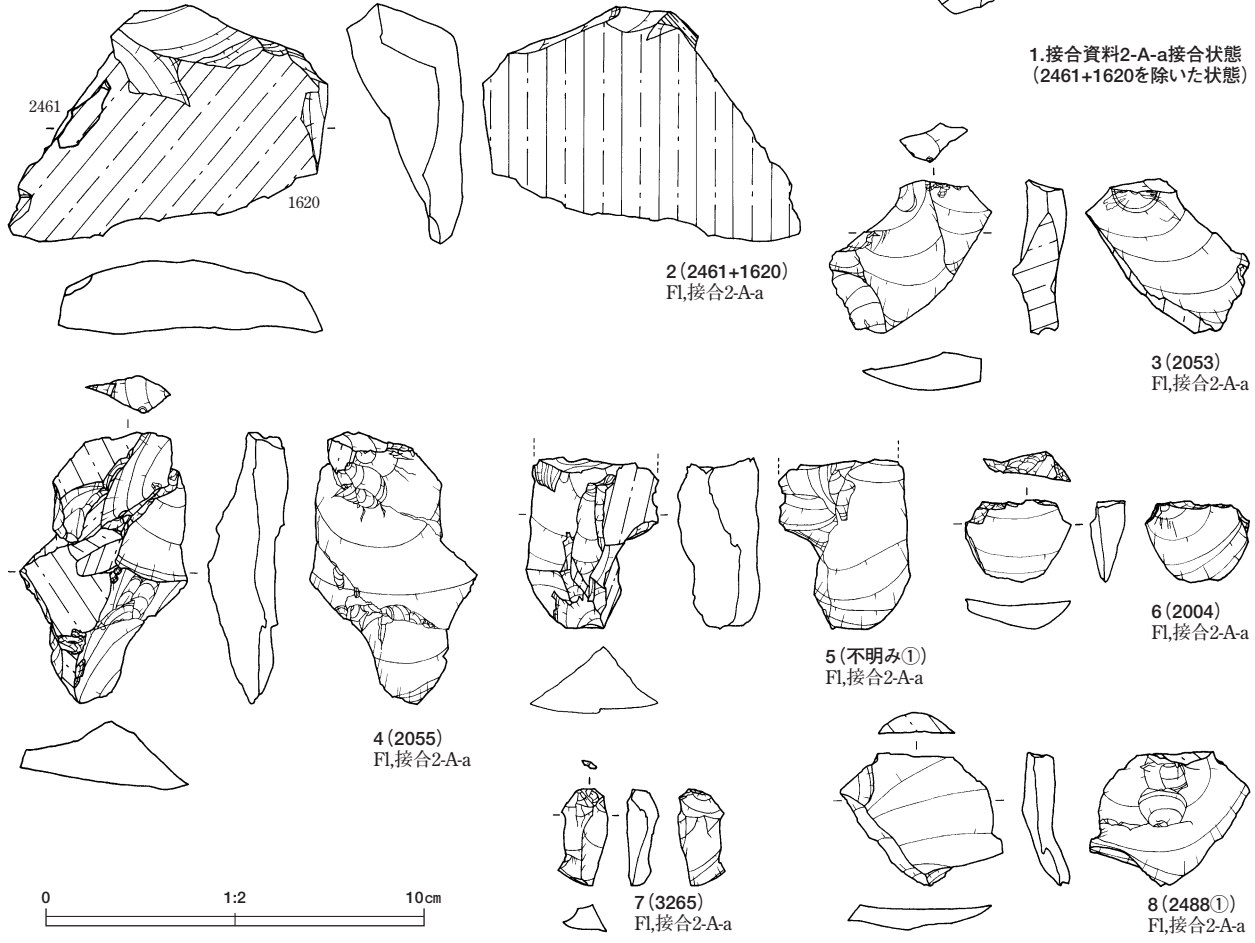 1.接合資料2-A-a接合状態
（2461+1620を除いた状態）
2461
1620
2（2461+1620）
Fl,接合2-A-a
3（2053）
Fl,接合2-A-a
4（2055）
Fl,接合2-A-a
5（不明み①）
Fl,接合2-A-a
6（2004）
Fl,接合2-A-a
7（3265）
Fl,接合2-A-a
8（2488①）
Fl,接合2-A-a
0 1:2 10cm